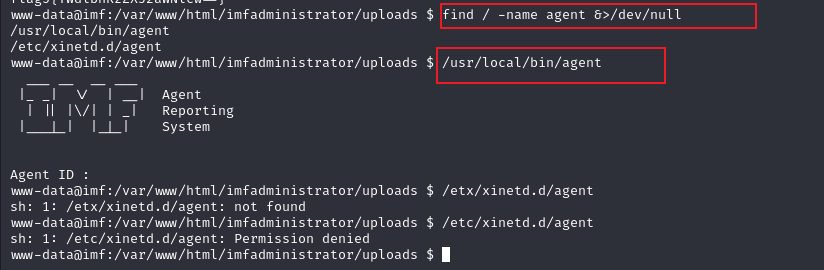 www-data@imf:/var/www/html/imfadministrator/uploads $ find / -name agent &>/dev/null
/usr/local/bin/agent
/etc/xinetd.d/agent
www-data@imf:/var/www/html/imfadministrator/uploads $ /usr/local/bin/agent
Agent
Reporting
System
Agent ID :
www-data@imf:/var/www/html/imfadministrator/uploads $ /etx/xinetd.d/agent
sh: 1: /etx/xinetd.d/agent: not found
www-data@imf:/var/www/html/imfadministrator/uploads $ /etc/xinetd.d/agent
sh: 1: /etc/xinetd.d/agent: Permission denied
www-data@imf:/var/www/html/imfadministrator/uploads $